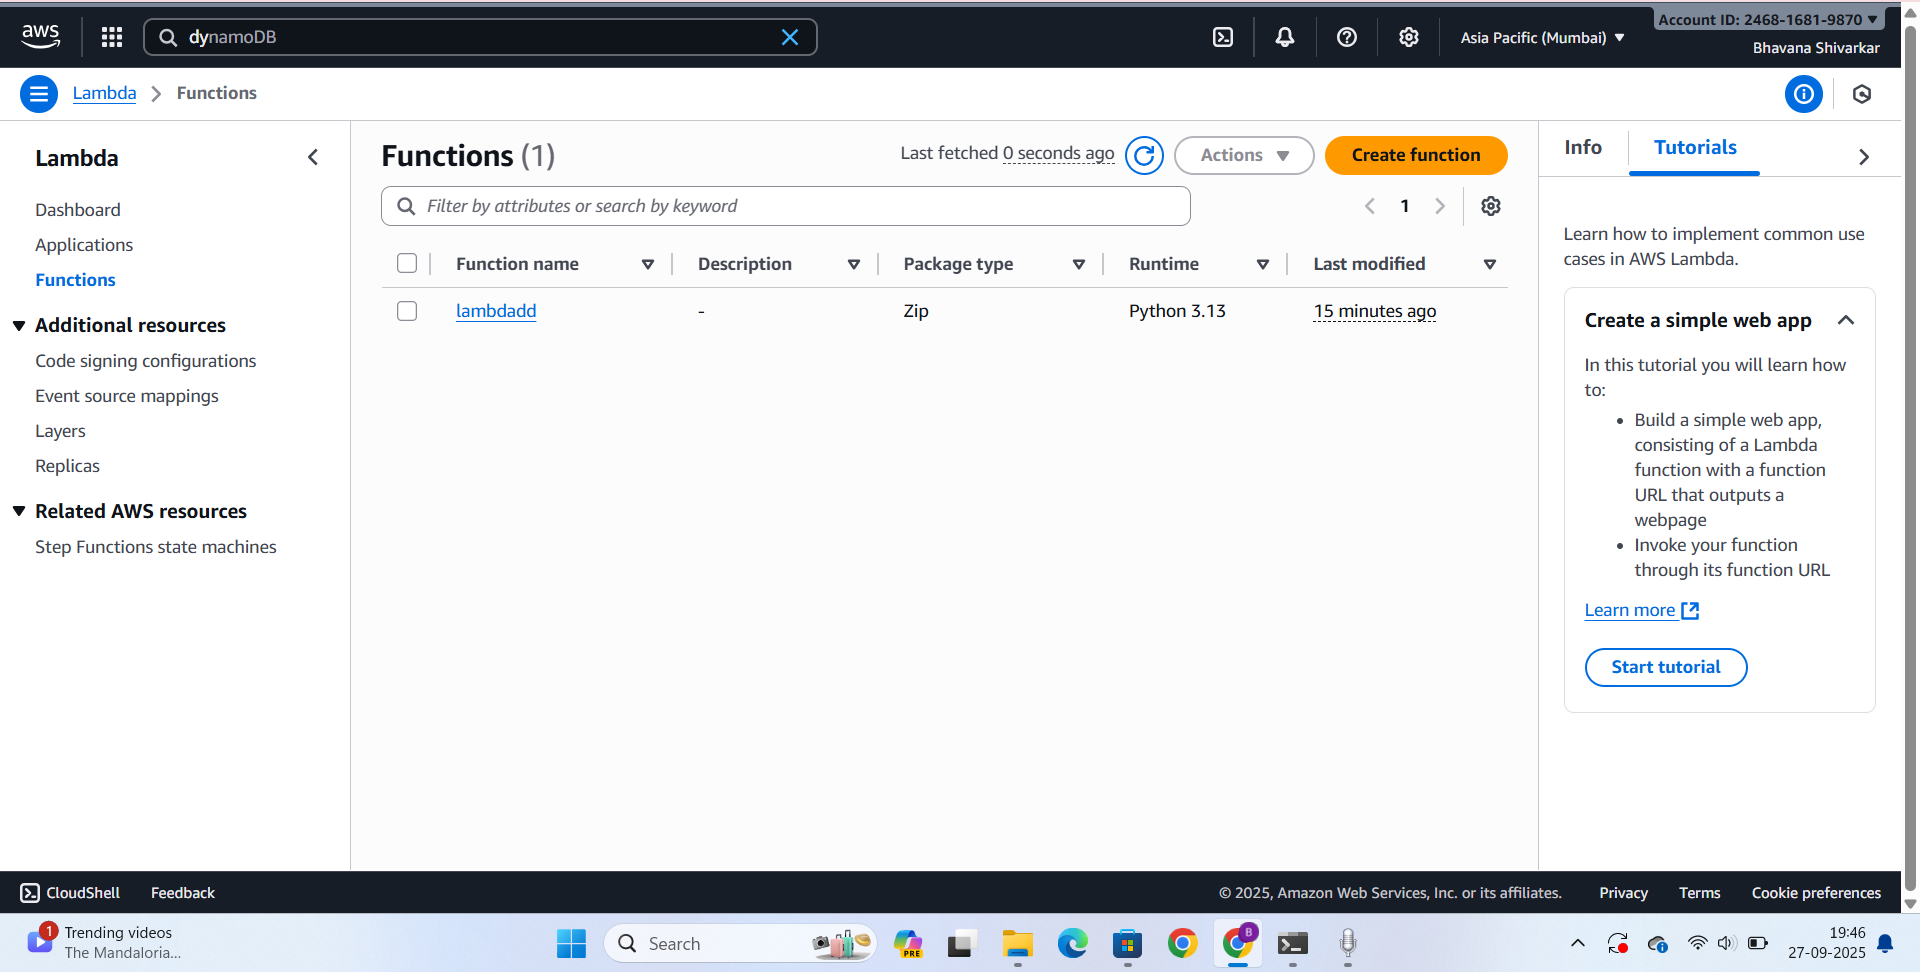 aws
dynamoDB
Asia Pacific (Mumbai)
Account ID: 2468-1681-9870
Bhavana Shivarkar
Lambda
Functions
Lambda
Dashboard
Applications
Functions
Additional resources
Code signing configurations
Event source mappings
Layers
Replicas
Related AWS resources
Step Functions state machines
Functions (1)
Last fetched 0 seconds ago
Actions
Create function
Filter by attributes or search by keyword
1
Function name Description Package type Runtime Last modified
lambdadd - Zip Python 3.13 15 minutes ago
Info
Tutorials
Learn how to implement common use
cases in AWS Lambda.
Create a simple web app
In this tutorial you will learn how
to:
• Build a simple web app,
consisting of a Lambda
function with a function
URL that outputs a
webpage
• Invoke your function
through its function URL
Learn more
Start tutorial
CloudShell
Feedback
© 2025, Amazon Web Services, Inc. or its affiliates.
Privacy
Terms
Cookie preferences
1
Trending videos
The Mandaloria...
Search
PRE
B
19:46
27-09-2025